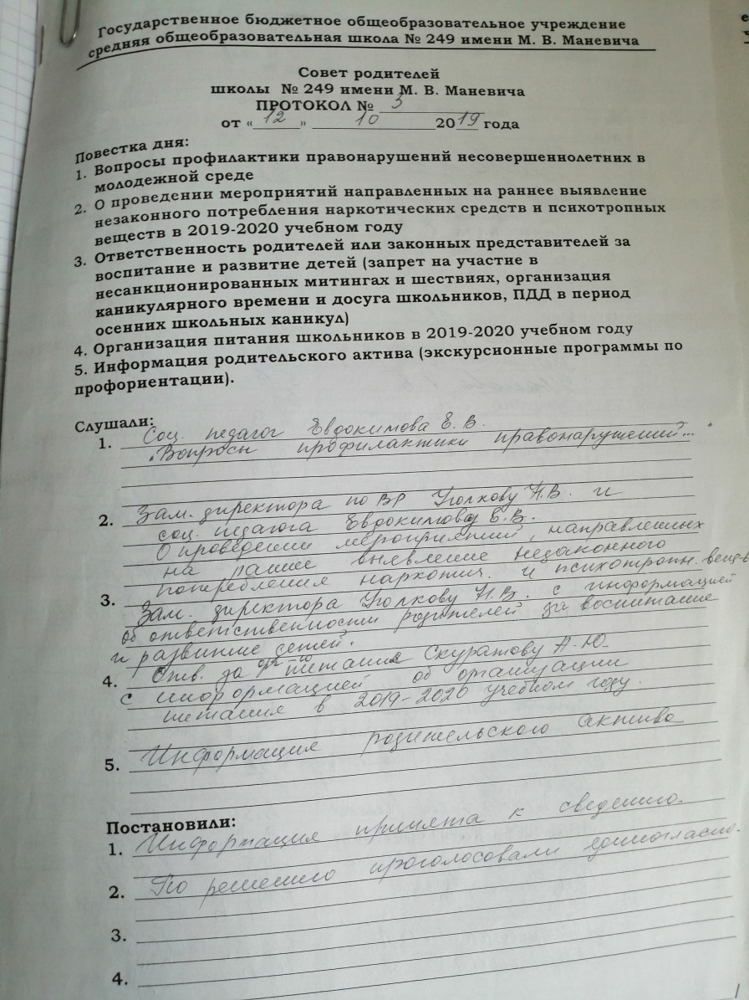 Государственное бюджетное общеобразовательное учреждение
средняя общеобразовательная школа № 249 имени М. В. Маневича
Совет родителей
школы № 249 имени М. В. Маневича
ПРОТОКОЛ № 3
от «12» 10 2019 года
Повестка дня:
1. Вопросы профилактики правонарушений несовершеннолетних в
молодежной среде
2. О проведении мероприятий направленных на раннее выявление
незаконного потребления наркотических средств и психотропных
веществ в 2019-2020 учебном году
3. Ответственность родителей или законных представителей за
воспитание и развитие детей (запрет на участие в
несанкционированных митингах и шествиях, организация
каникулярного времени и досуга школьников, ПДД в период
осенних школьных каникул)
4. Организация питания школьников в 2019-2020 учебном году
5. Информация родительского актива (экскурсионные программы по
профориентации).
Слушали:
1. Соц. педагог Евдокимова Е. В.
"Вопросы профилактики правонарушений..."
2. Зам. директора по ВР Уполкову Н.В. и
соц. педагога Евдокимову Е.В.
О проведении мероприятий, направленных
на раннее выявление незаконного
потребления наркотич. и психотропн. вещ-в
3. Зам. директора Уполкову Н.В. с информацией
об ответственности родителей за воспитание
и развитие детей.
4. Отв. за орг-ю питания Скуратову А.Ю.
с информацией об организации
питания в 2019-2020 учебном году.
5. Информация родительского актива
Постановили:
1. Информация принята к сведению.
2. По решению проголосовали единогласно.
3.
4.